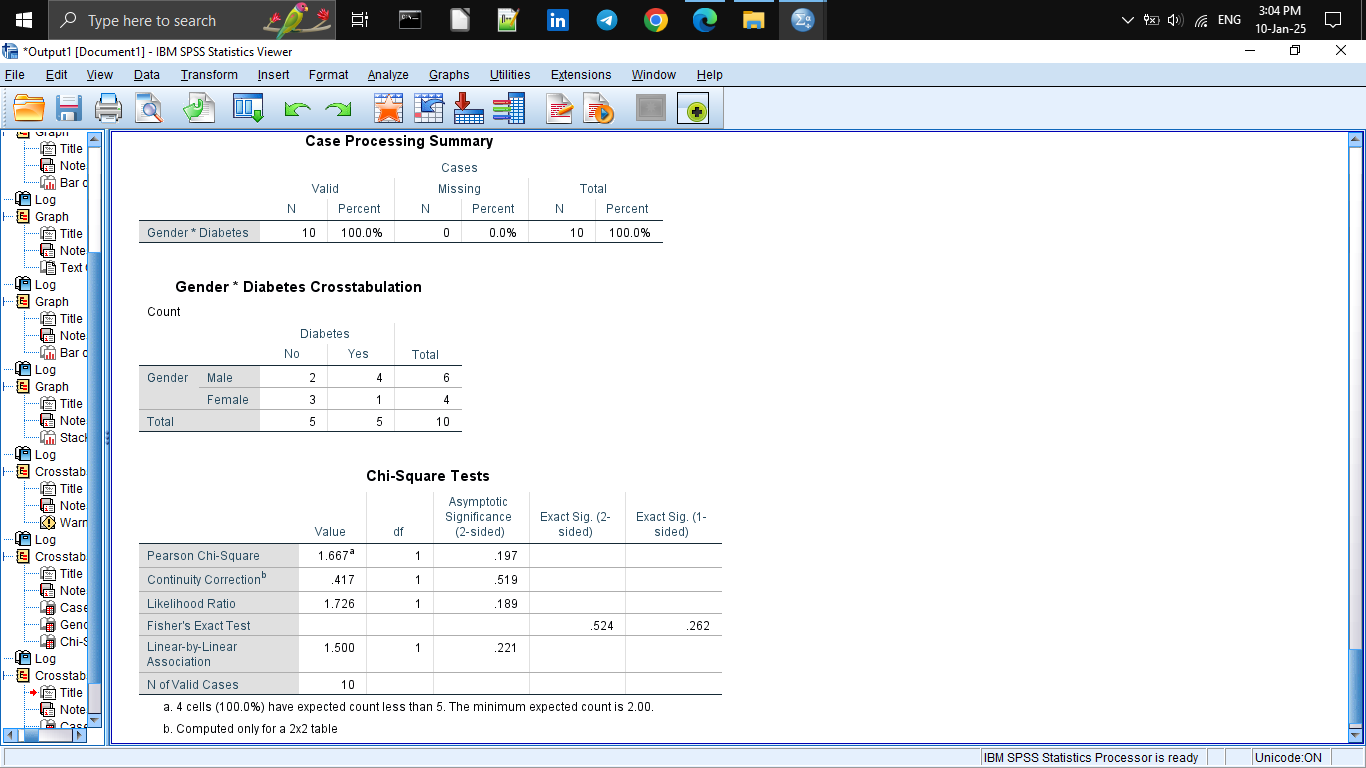 Type here to search
ENG
3:04 PM
10-Jan-25
*Output1 [Document1] - IBM SPSS Statistics Viewer
File Edit View Data Transform Insert Format Analyze Graphs Utilities Extensions Window Help
Graph
Title
Note
Bar c
Log
Graph
Title
Note
Text
Log
Graph
Title
Note
Bar c
Log
Graph
Title
Note
Stack
Log
Crosstab
Title
Note
Warn
Log
Crosstab
Title
Note
Case
Gend
Chi-S
Log
Crosstab
Title
Note
Case
Case Processing Summary
Cases
Valid Missing Total
N Percent N Percent N Percent
Gender * Diabetes 10 100.0% 0 0.0% 10 100.0%
Gender * Diabetes Crosstabulation
Count
Diabetes
No Yes Total
Gender Male 2 4 6
Female 3 1 4
Total 5 5 10
Chi-Square Tests
Value df Asymptotic Significance (2-sided) Exact Sig. (2-sided) Exact Sig. (1-sided)
Pearson Chi-Square 1.667a 1 .197
Continuity Correctionb .417 1 .519
Likelihood Ratio 1.726 1 .189
Fisher's Exact Test .524 .262
Linear-by-Linear Association 1.500 1 .221
N of Valid Cases 10
a. 4 cells (100.0%) have expected count less than 5. The minimum expected count is 2.00.
b. Computed only for a 2x2 table
IBM SPSS Statistics Processor is ready
Unicode:ON